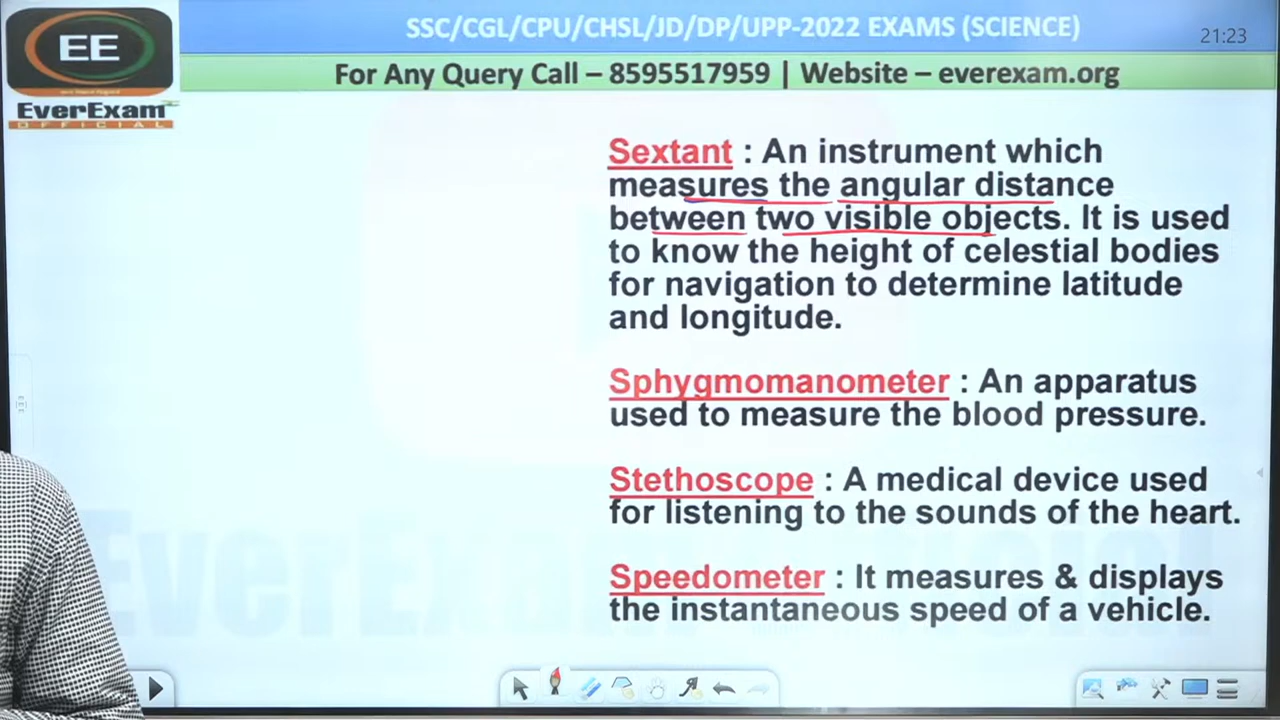 SSC/CGL/CPU/CHSL/JD/DP/UPP-2022 EXAMS (SCIENCE)
21:23
For Any Query Call – 8595517959 | Website – everexam.org
EE
EverExam
OFFICIAL
Sextant : An instrument which
measures the angular distance
between two visible objects. It is used
to know the height of celestial bodies
for navigation to determine latitude
and longitude.
Sphygmomanometer : An apparatus
used to measure the blood pressure.
Stethoscope : A medical device used
for listening to the sounds of the heart.
Speedometer : It measures & displays
the instantaneous speed of a vehicle.
EverExam Official